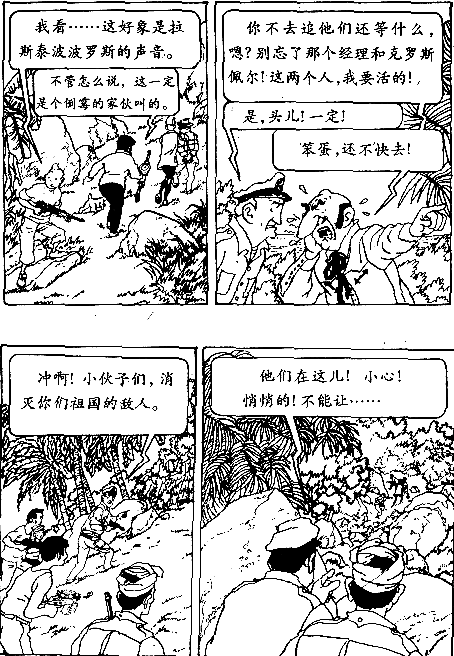 我看……这好象是拉
斯泰波波罗斯的声音。
不管怎么说，这一定
是个倒霉的家伙叫的。
你不去追他们还等什么，
嗯？别忘了那个经理和克罗斯
佩尔！这两个人，我要活的！
是，头儿！一定！
笨蛋，还不快去！
冲啊！小伙子们，消
灭你们祖国的敌人。
他们在这儿！小心！
悄悄的！不能让……